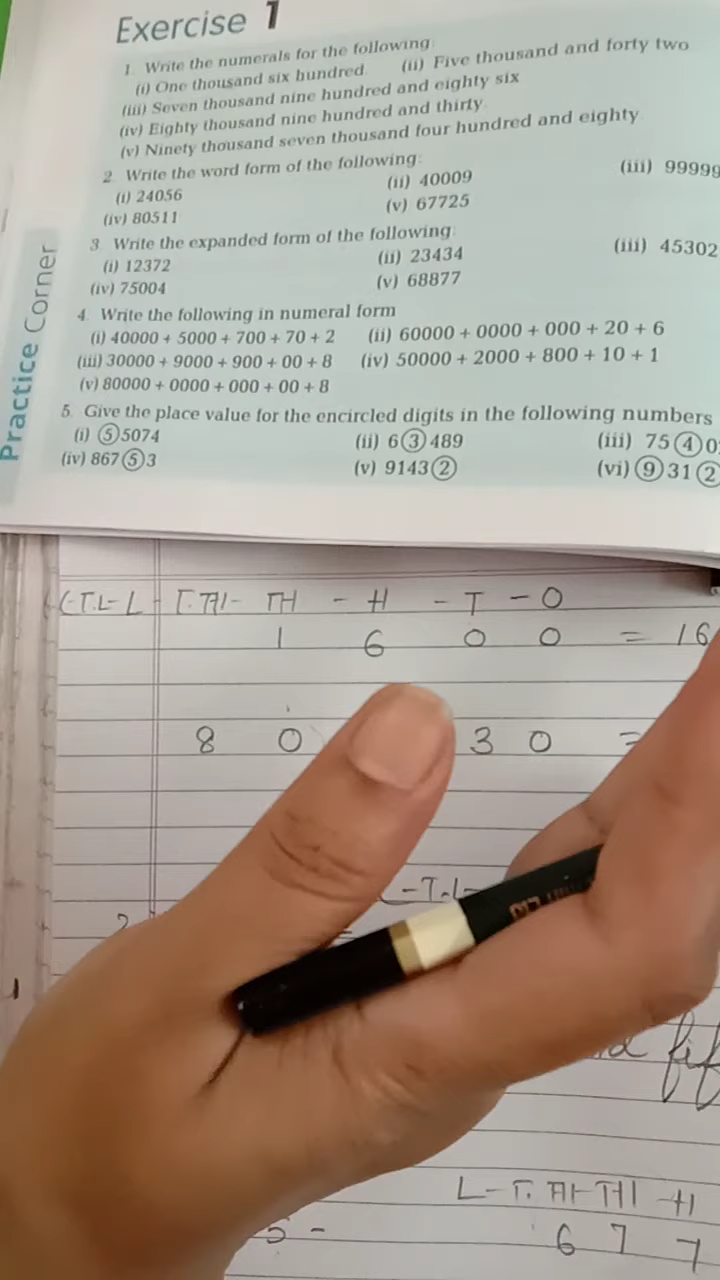 Exercise 1
1. Write the numerals for the following:
(i) One thousand six hundred. (ii) Five thousand and forty two
(iii) Seven thousand nine hundred and eighty six
(iv) Eighty thousand nine hundred and thirty.
(v) Ninety thousand seven thousand four hundred and eighty
2. Write the word form of the following:
(i) 24056 (ii) 40009 (iii) 99999
(iv) 80511 (v) 67725
3. Write the expanded form of the following:
(i) 12372 (ii) 23434 (iii) 45302
(iv) 75004 (v) 68877
4. Write the following in numeral form
(i) 40000 + 5000 + 700 + 70 + 2 (ii) 60000 + 0000 + 000 + 20 + 6
(iii) 30000 + 9000 + 900 + 00 + 8 (iv) 50000 + 2000 + 800 + 10 + 1
(v) 80000 + 0000 + 000 + 00 + 8
5. Give the place value for the encircled digits in the following numbers
(i) ⑤5074 (ii) 6③489 (iii) 75④0
(iv) 867⑤3 (v) 9143② (vi) ⑨31②
Practice Corner
T.L- L - T.TH- TH - H - T - O
1 6 0 0 = 16
8 0 3 0 =
-T.L-
2
fif
L - T.TH TH -H
5 - 6 7 7